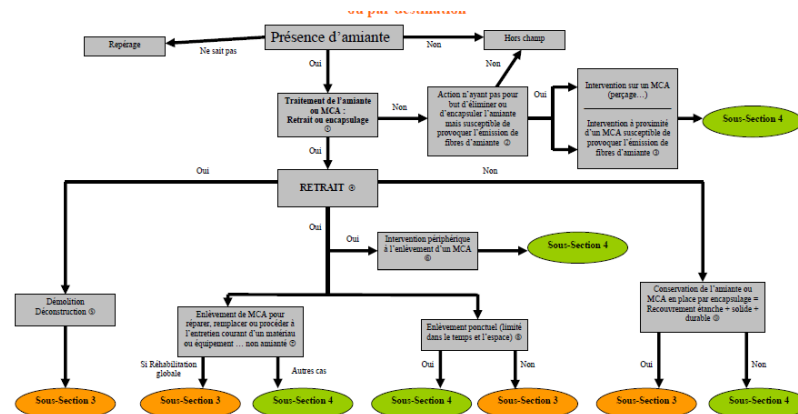 ou par destination
Présence d'amiante
Repérage
Ne sait pas
Non
Hors champ
Oui
Non
Traitement de l'amiante
ou MCA :
Retrait ou encapsulage
①
Non
Action n'ayant pas pour
but d'éliminer ou
d'encapsuler l'amiante
mais susceptible de
provoquer l'émission de
fibres d'amiante ②
Oui
Intervention sur un MCA
(perçage…)
Intervention à proximité
d'un MCA susceptible de
provoquer l'émission de
fibres d'amiante ③
Sous-Section 4
Oui
Oui
RETRAIT ④
Non
Oui
Oui
Intervention périphérique
à l'enlèvement d'un MCA
⑥
Sous-Section 4
Démolition
Déconstruction ⑤
Enlèvement de MCA pour
réparer, remplacer ou procéder à
l'entretien courant d'un matériau
ou équipement … non amianté ⑦
Enlèvement ponctuel (limité
dans le temps et l'espace)
Conservation de l'amiante ou
MCA en place par encapsulage =
Recouvrement étanche + solide +
durable
Si Réhabilitation
globale
Autres cas
Oui
Non
Oui
Non
Sous-Section 3
Sous-Section 3
Sous-Section 4
Sous-Section 4
Sous-Section 3
Sous-Section 3
Sous-Section 4